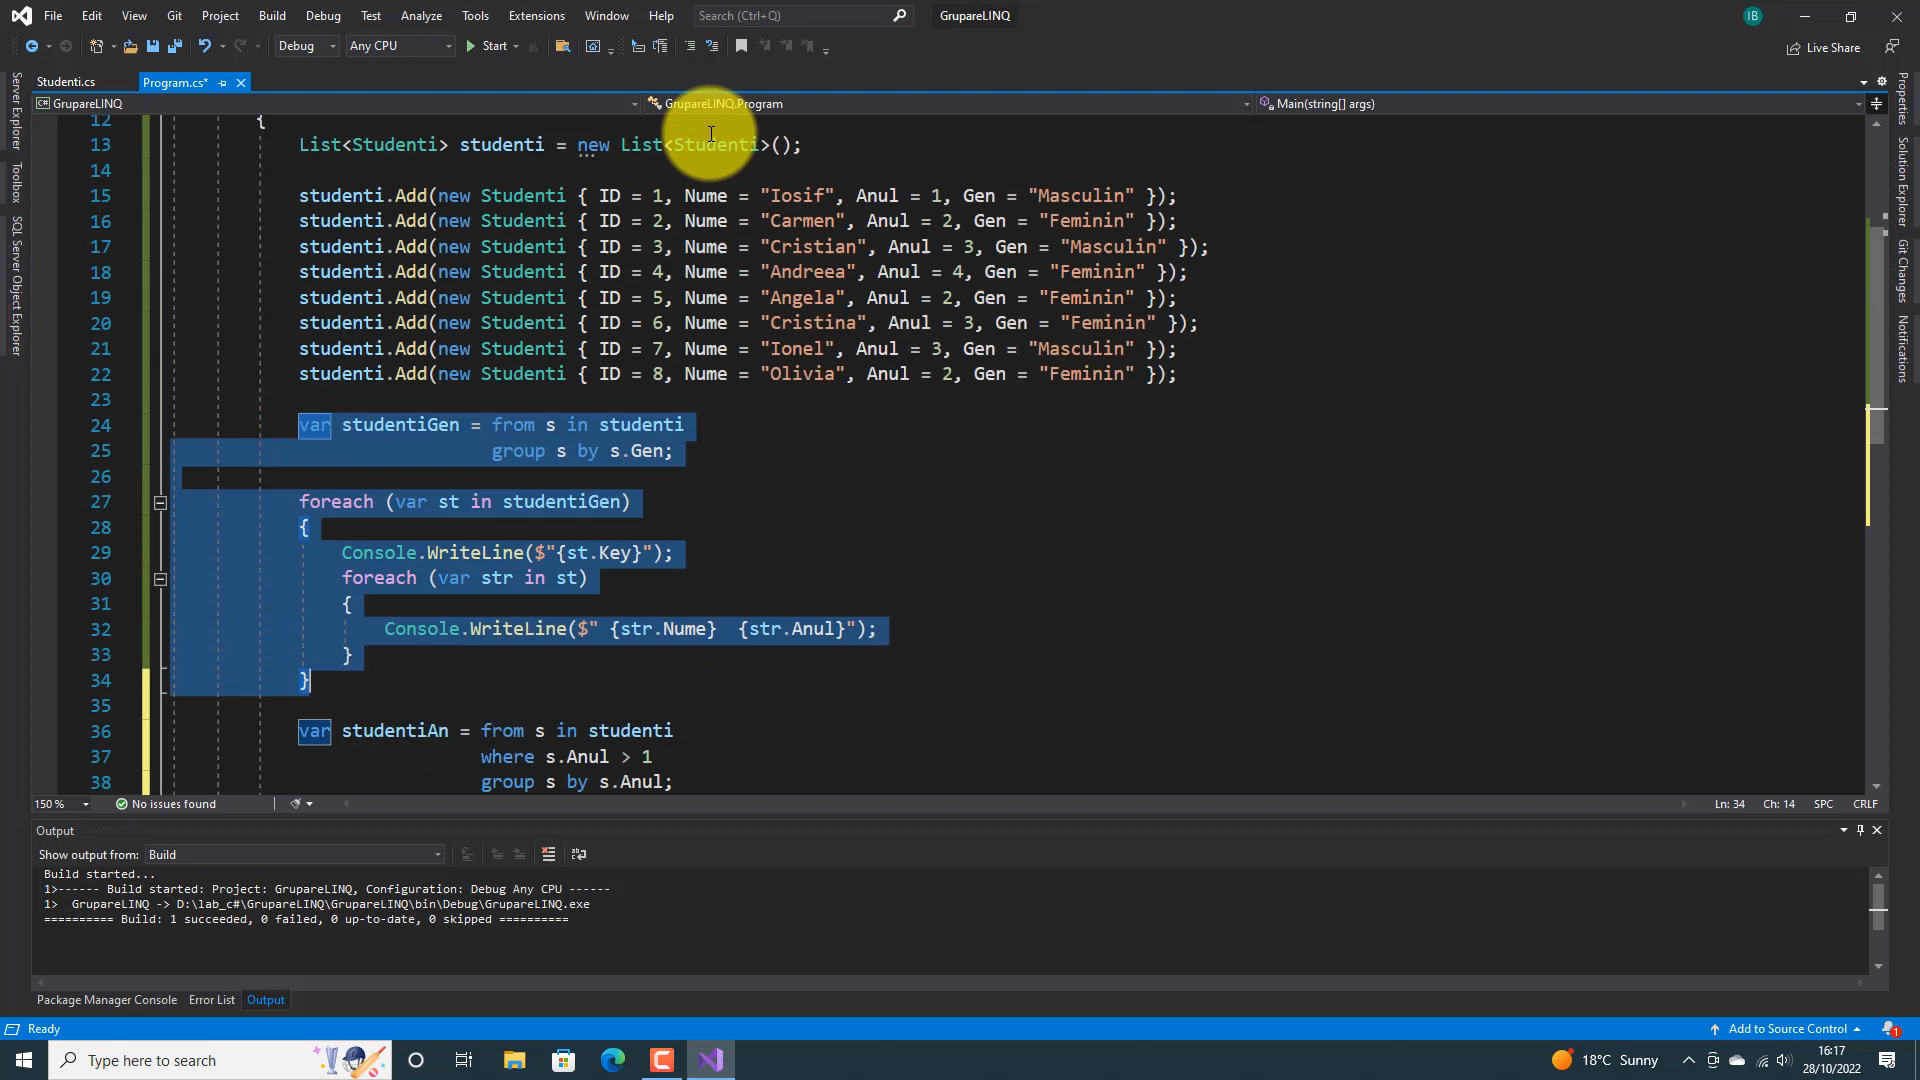 File Edit View Git Project Build Debug Test Analyze Tools Extensions Window Help Search (Ctrl+Q) GrupareLINQ IB
Debug Any CPU Start Live Share
Studenti.cs Program.cs*
GrupareLINQ GrupareLINQ.Program Main(string[] args)
12 {
13 List<Studenti> studenti = new List<Studenti>();
14
15 studenti.Add(new Studenti { ID = 1, Nume = "Iosif", Anul = 1, Gen = "Masculin" });
16 studenti.Add(new Studenti { ID = 2, Nume = "Carmen", Anul = 2, Gen = "Feminin" });
17 studenti.Add(new Studenti { ID = 3, Nume = "Cristian", Anul = 3, Gen = "Masculin" });
18 studenti.Add(new Studenti { ID = 4, Nume = "Andreea", Anul = 4, Gen = "Feminin" });
19 studenti.Add(new Studenti { ID = 5, Nume = "Angela", Anul = 2, Gen = "Feminin" });
20 studenti.Add(new Studenti { ID = 6, Nume = "Cristina", Anul = 3, Gen = "Feminin" });
21 studenti.Add(new Studenti { ID = 7, Nume = "Ionel", Anul = 3, Gen = "Masculin" });
22 studenti.Add(new Studenti { ID = 8, Nume = "Olivia", Anul = 2, Gen = "Feminin" });
23
24 var studentiGen = from s in studenti
25 group s by s.Gen;
26
27 foreach (var st in studentiGen)
28 {
29 Console.WriteLine($"{st.Key}");
30 foreach (var str in st)
31 {
32 Console.WriteLine($" {str.Nume}  {str.Anul}");
33 }
34 }
35
36 var studentiAn = from s in studenti
37 where s.Anul > 1
38 group s by s.Anul;
150 % No issues found Ln: 34 Ch: 14 SPC CRLF
Output
Show output from: Build
Build started...
1>------ Build started: Project: GrupareLINQ, Configuration: Debug Any CPU ------
1>  GrupareLINQ -> D:\lab_c#\GrupareLINQ\GrupareLINQ\bin\Debug\GrupareLINQ.exe
========== Build: 1 succeeded, 0 failed, 0 up-to-date, 0 skipped ==========
Package Manager Console Error List Output
Ready Add to Source Control 1
Type here to search 18°C Sunny 16:17
28/10/2022
Server Explorer
Toolbox
SQL Server Object Explorer
Properties
Solution Explorer
Git Changes
Notifications